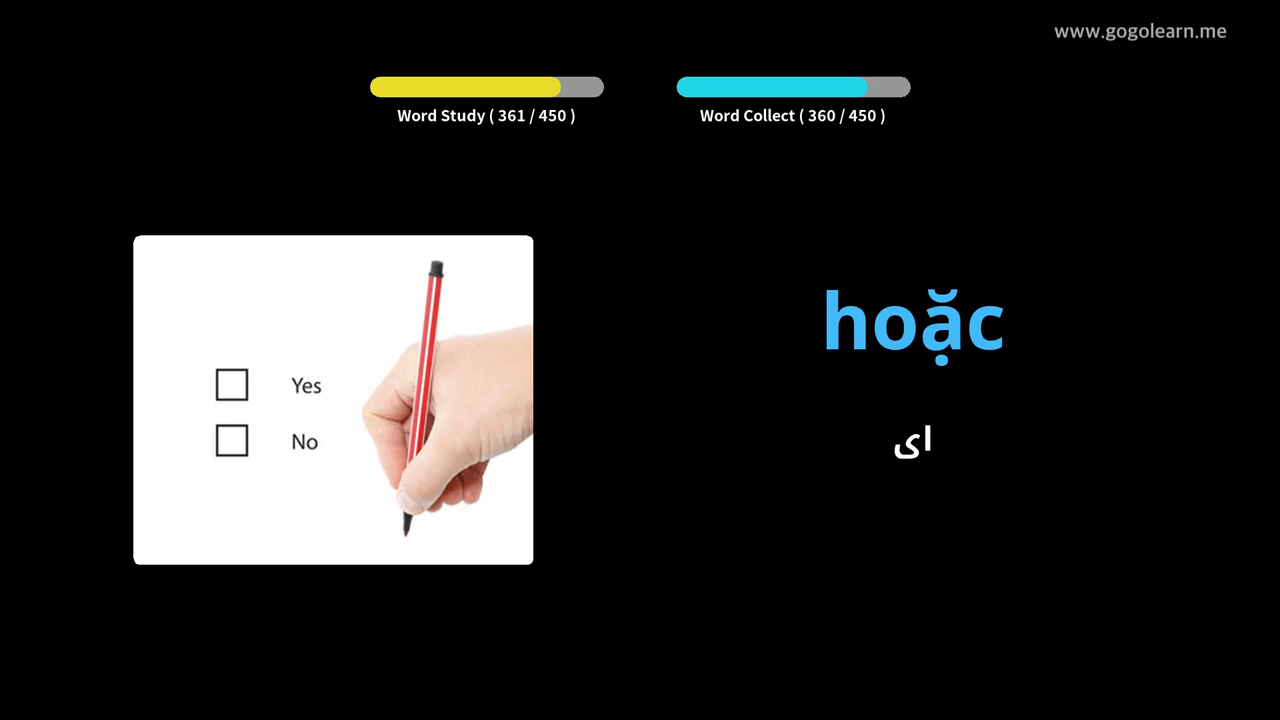 www.gogolearn.me
Word Study ( 361 / 450 )
Word Collect ( 360 / 450 )
Yes
No
hoặc
ای